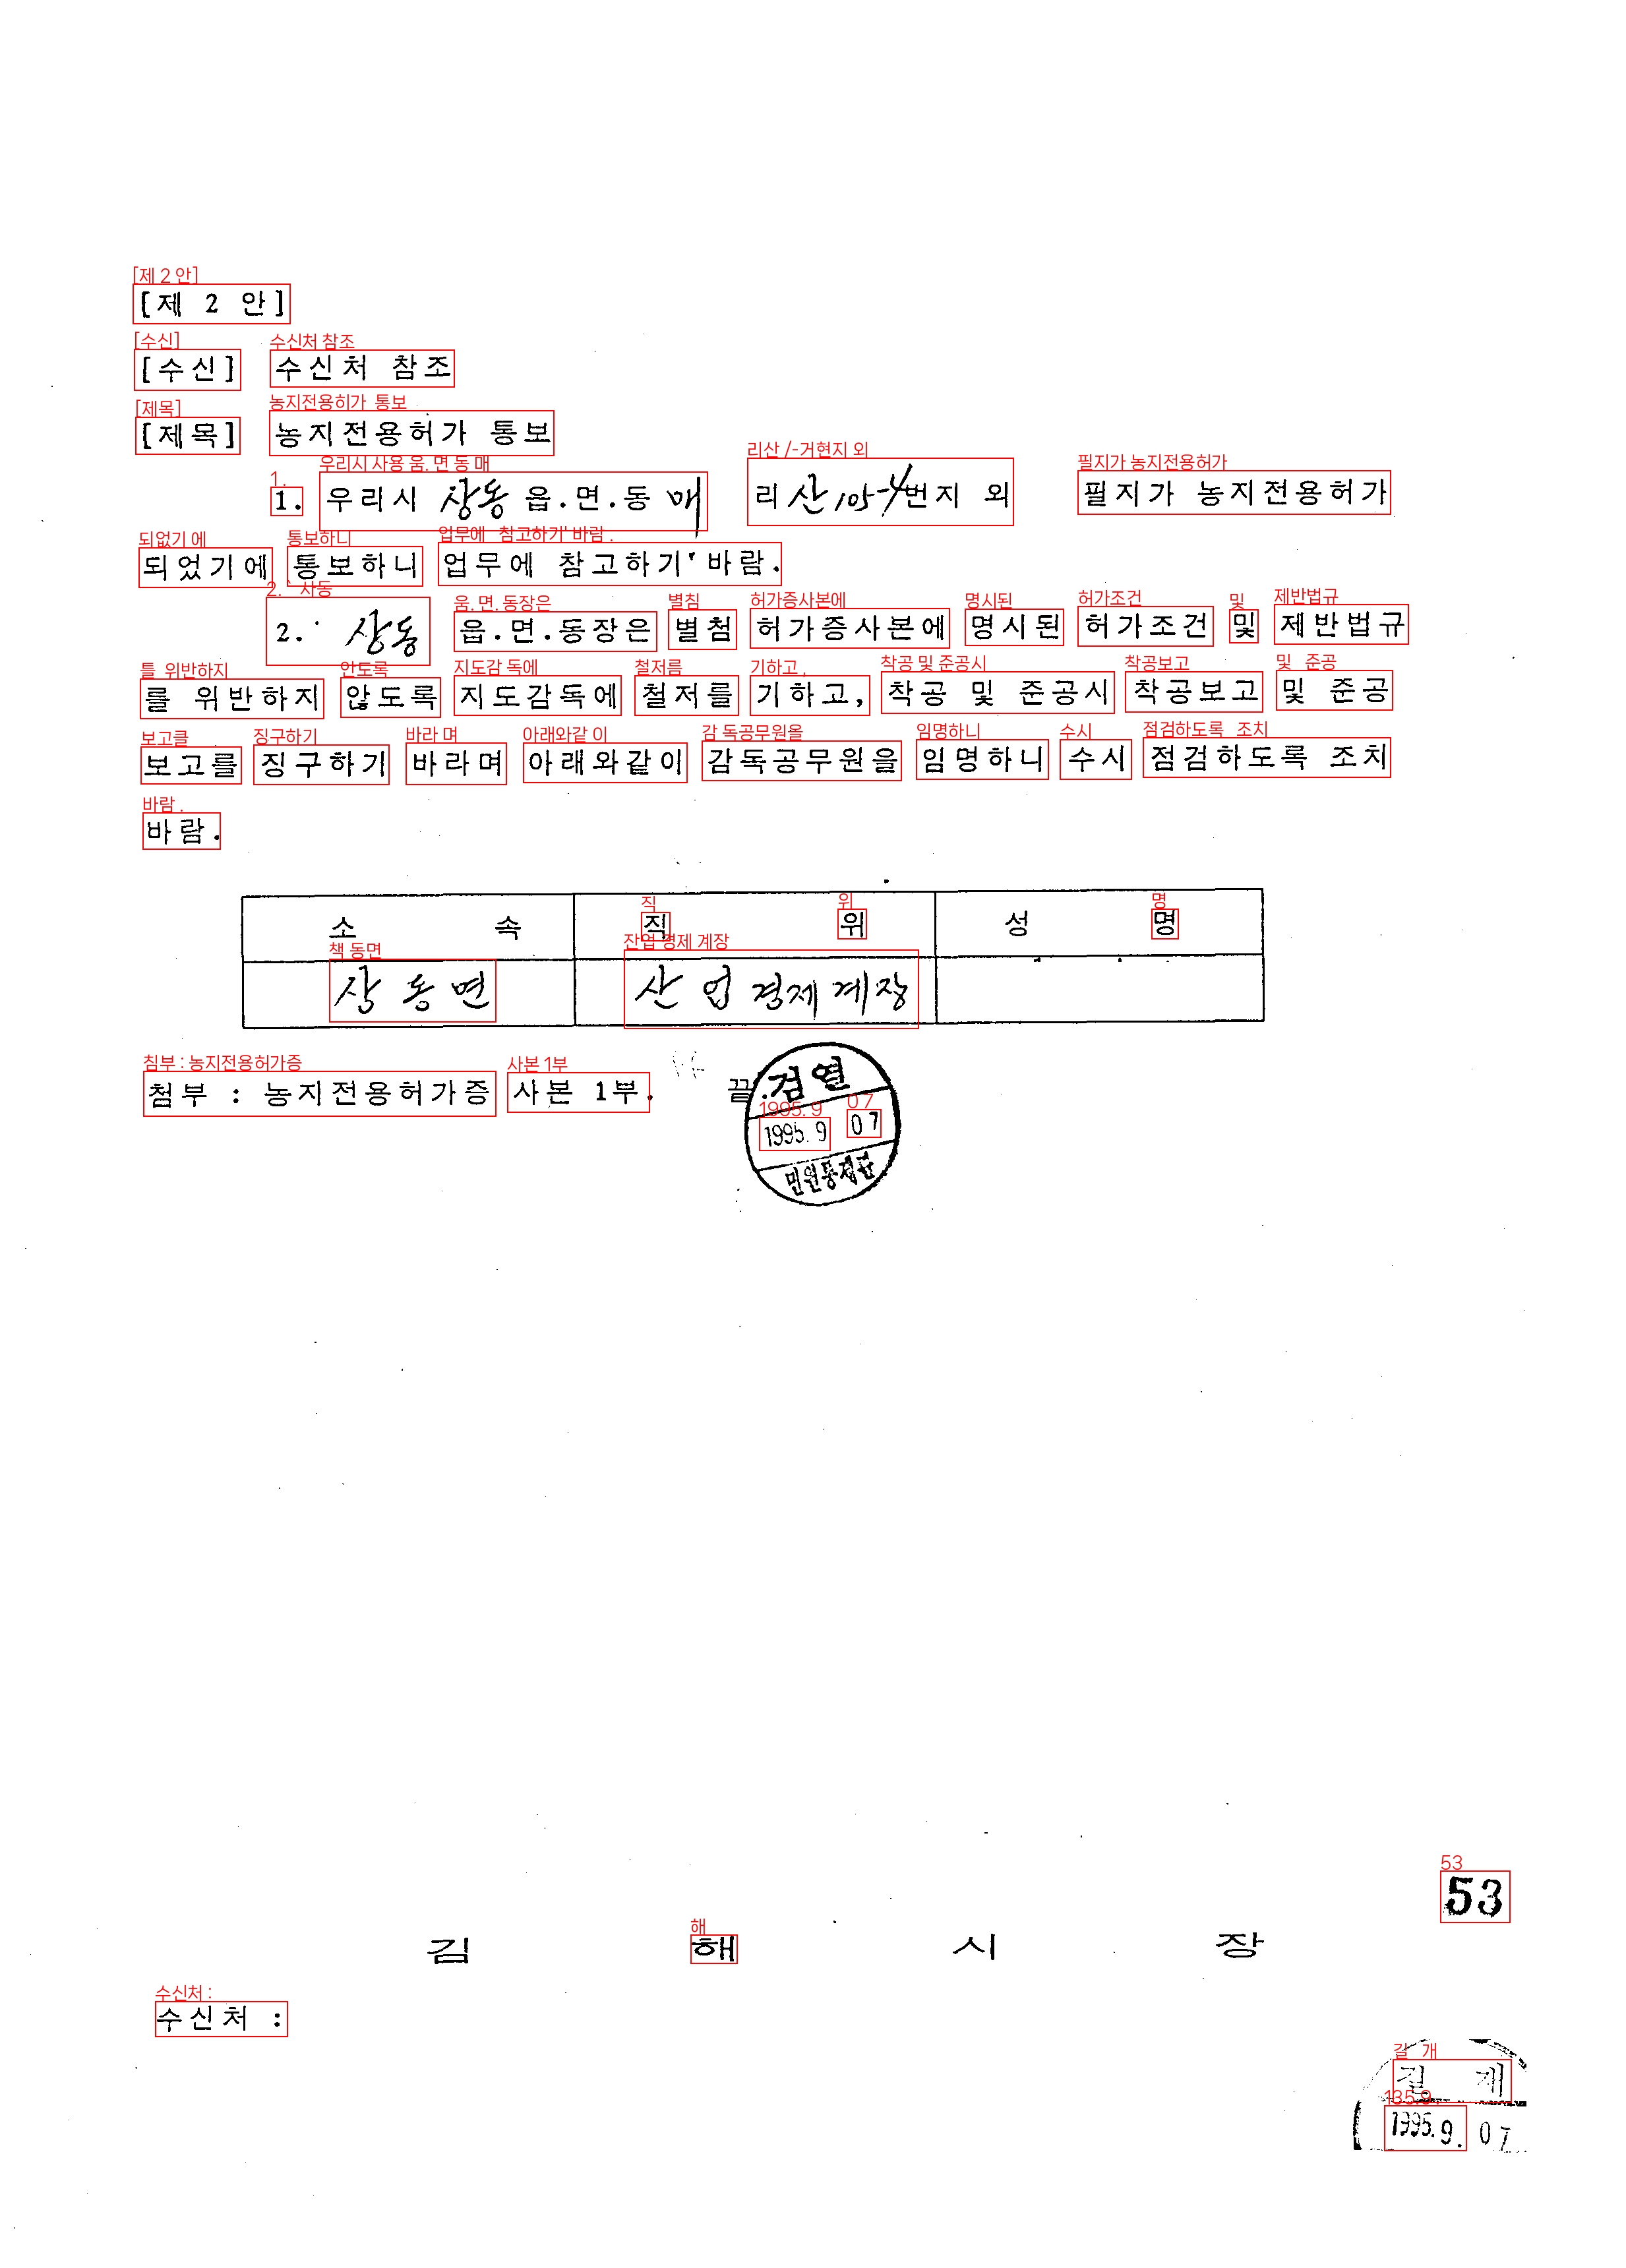 [제 2 안]
[수신] 수신처 참조
[제목] 농지전용허가 통보
1. 우리시 상동 읍.면.동 매 리 산 105-4번지 외 필지가 농지전용허가
되었기에 통보하니 업무에 참고하기 바람.
2. 상동 읍.면.동장은 별첨 허가증사본에 명시된 허가조건 및 제반법규
를 위반하지 않도록 지도감독에 철저를 기하고, 착공 및 준공시 착공보고 및 준공
보고를 징구하기 바라며 아래와같이 감독공무원을 임명하니 수시 점검하도록 조치
바람.
소 속 직 위 성 명
상동면 산업경제계장
첨부 : 농지전용허가증 사본 1부. 끝.
검열
1995. 9 07
민원통제관
53
김 해 시 장
수신처 :
1995. 9. 07